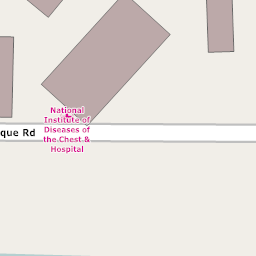 National
Institute of
Diseases of
the Chest &
Hospital
que Rd